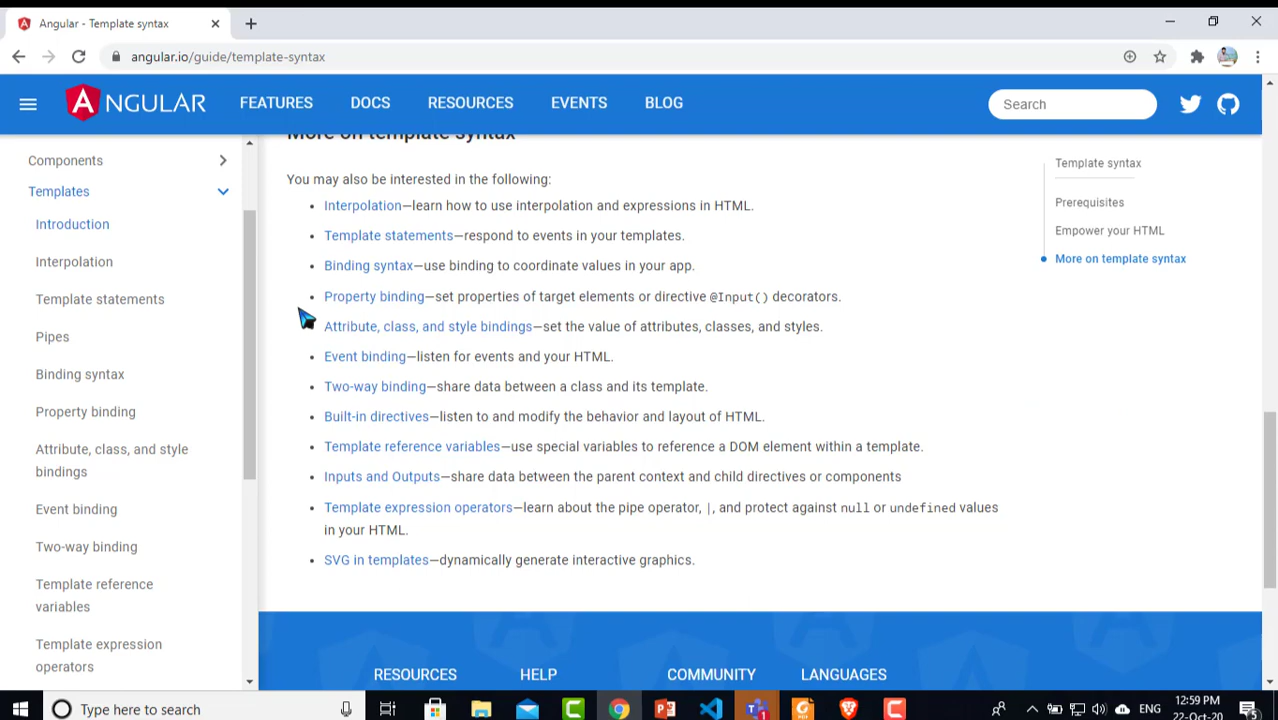 Angular - Template syntax
angular.io/guide/template-syntax
ANGULAR
FEATURES
DOCS
RESOURCES
EVENTS
BLOG
Search
Components
Templates
Introduction
Interpolation
Template statements
Pipes
Binding syntax
Property binding
Attribute, class, and style
bindings
Event binding
Two-way binding
Template reference
variables
Template expression
operators
More on template syntax
You may also be interested in the following:
Interpolation—learn how to use interpolation and expressions in HTML.
Template statements—respond to events in your templates.
Binding syntax—use binding to coordinate values in your app.
Property binding—set properties of target elements or directive @Input() decorators.
Attribute, class, and style bindings—set the value of attributes, classes, and styles.
Event binding—listen for events and your HTML.
Two-way binding—share data between a class and its template.
Built-in directives—listen to and modify the behavior and layout of HTML.
Template reference variables—use special variables to reference a DOM element within a template.
Inputs and Outputs—share data between the parent context and child directives or components
Template expression operators—learn about the pipe operator, |, and protect against null or undefined values
in your HTML.
SVG in templates—dynamically generate interactive graphics.
Template syntax
Prerequisites
Empower your HTML
More on template syntax
RESOURCES
HELP
COMMUNITY
LANGUAGES
Type here to search
ENG
12:59 PM
22-Oct-20
5